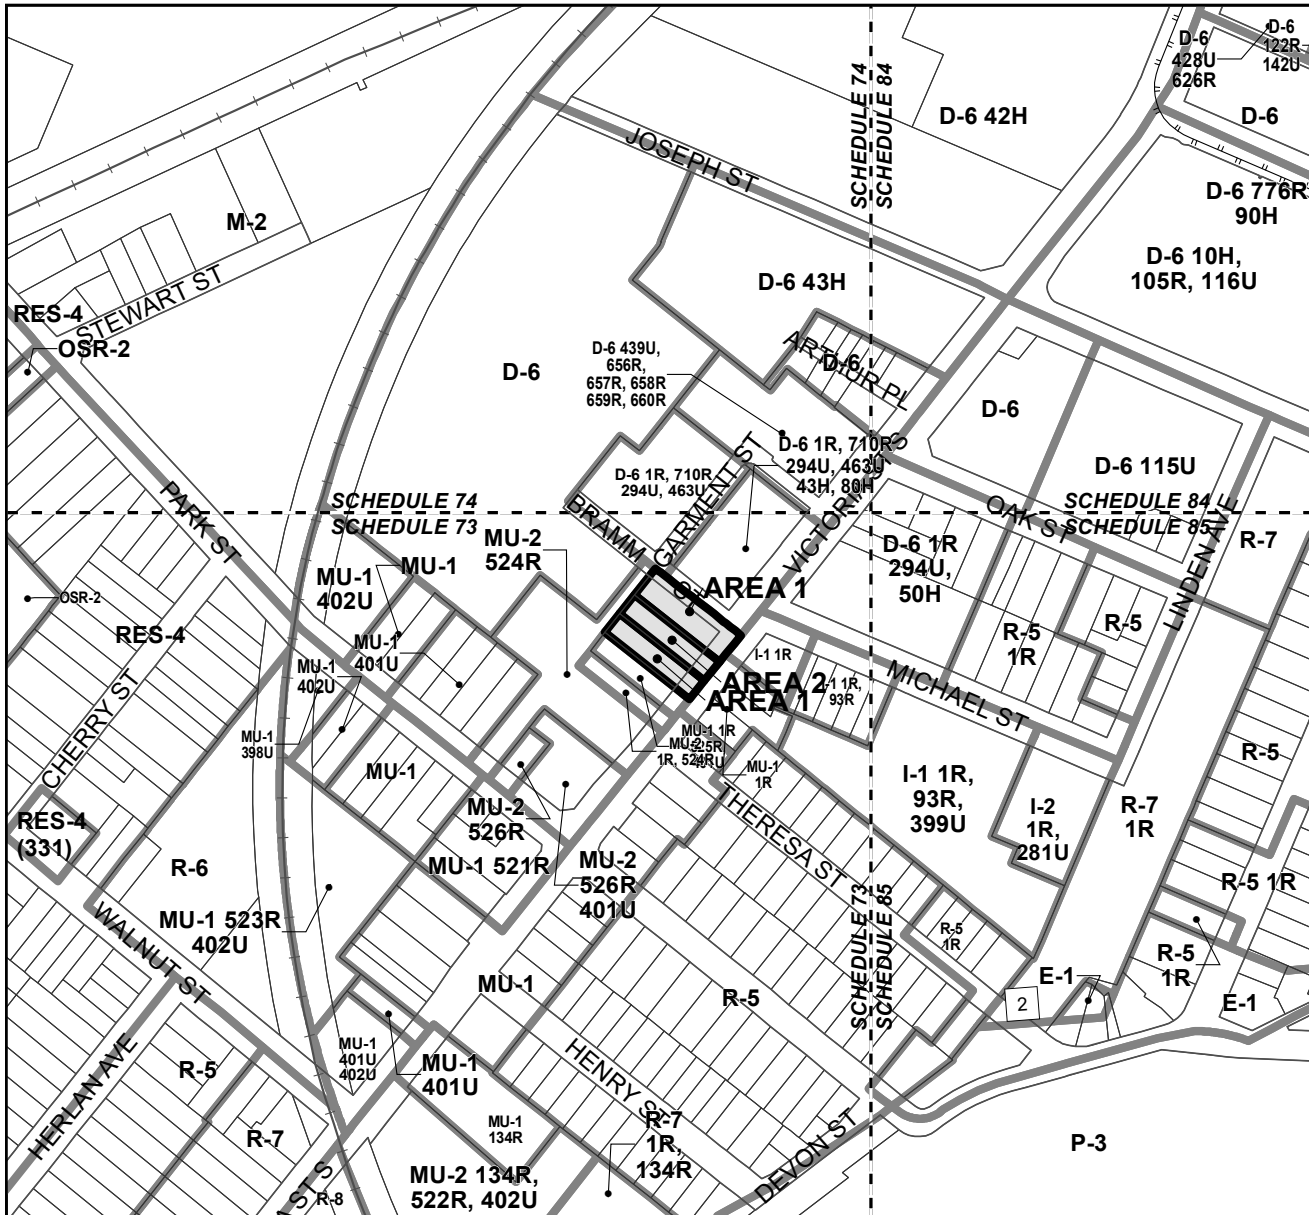 D-6
428U
626R
D-6
122R
142U
SCHEDULE 74
SCHEDULE 84
D-6 42H
D-6
JOSEPH ST
D-6 776R
90H
M-2
D-6 10H,
105R, 116U
STEWART ST
D-6 43H
RES-4
OSR-2
ARTHUR PL
D-6
D-6 439U,
656R,
657R, 658R
659R, 660R
D-6
D-6
D-6 1R, 710R
294U, 463U
43H, 80H
GARMENT ST
D-6 1R, 710R
294U, 463U
D-6 115U
PARK ST
SCHEDULE 74
SCHEDULE 73
BRAMM
VICTORIA ST S
OAK ST
SCHEDULE 84
SCHEDULE 85
LINDEN AVE
R-7
MU-2
524R
D-6 1R
294U,
50H
MU-1
MU-1
402U
AREA 1
OSR-2
RES-4
MU-1
401U
R-5
R-5
1R
I-1 1R
MU-1
402U
I-1 1R,
93R
MICHAEL ST
AREA 2
AREA 1
CHERRY ST
MU-1
398U
MU-1 1R
525R
401U
MU-2
1R, 524R
R-5
MU-1
MU-1
1R
I-1 1R,
93R,
399U
MU-2
526R
THERESA ST
I-2
1R,
281U
R-7
1R
RES-4
(331)
R-6
MU-1 521R
MU-2
526R
401U
SCHEDULE 73
SCHEDULE 85
R-5 1R
MU-1 523R
402U
WALNUT ST
R-5
1R
R-5
1R
MU-1
R-5
E-1
2
E-1
HERLAN AVE
R-5
MU-1
401U
402U
MU-1
401U
HENRY ST
R-7
MU-1
134R
R-7
1R,
134R
DEVON ST
P-3
MU-2 134R,
522R, 402U
R-8
AST S